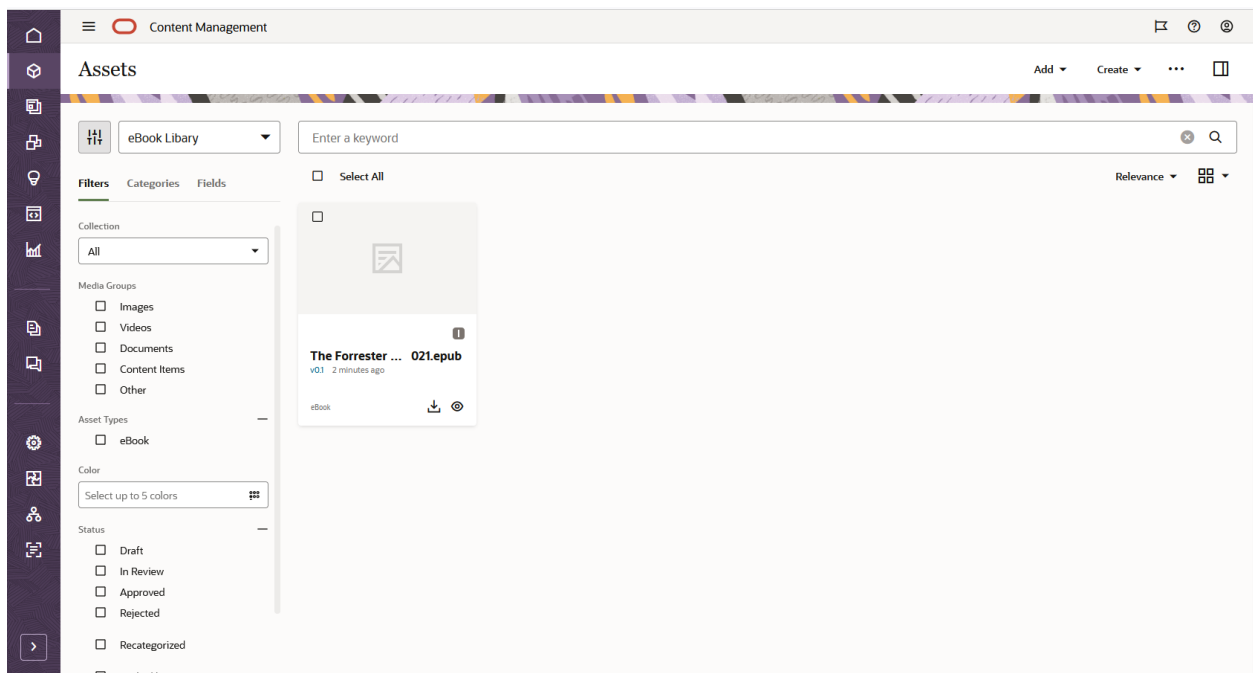 Content Management
Assets
Add
Create
eBook Libary
Enter a keyword
Filters Categories Fields
Select All
Relevance
Collection
All
Media Groups
Images
Videos
Documents
Content Items
Other
Asset Types
eBook
Color
Select up to 5 colors
Status
Draft
In Review
Approved
Rejected
Recategorized
I
The Forrester ... 021.epub
v0.1 2 minutes ago
eBook